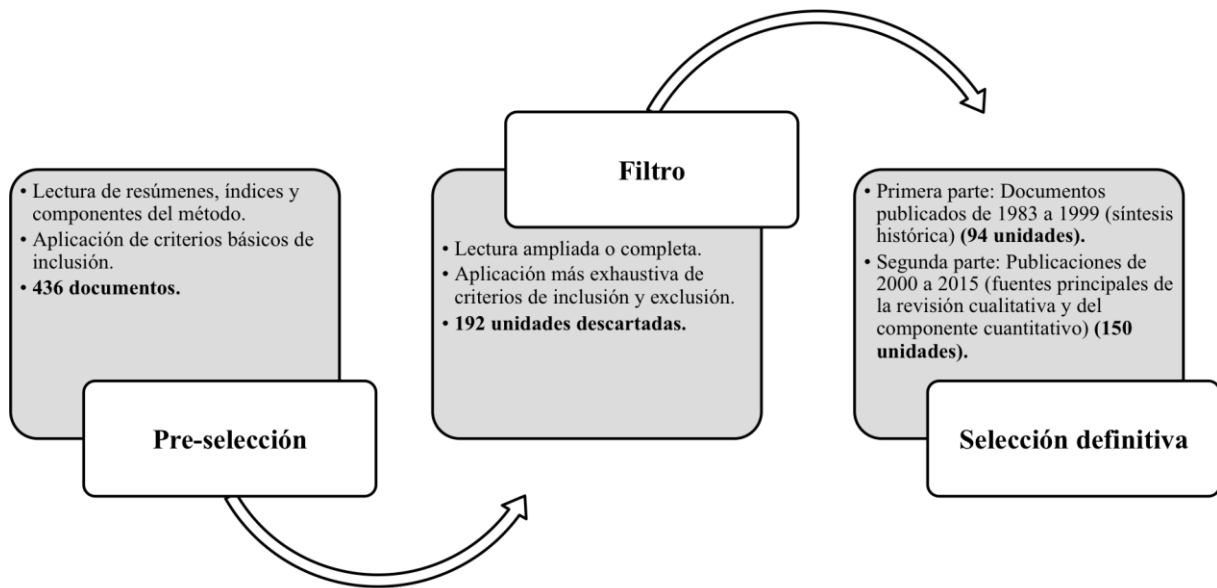 • Lectura de resúmenes, índices y
componentes del método.
• Aplicación de criterios básicos de
inclusión.
• 436 documentos.
Pre-selección
Filtro
• Lectura ampliada o completa.
• Aplicación más exhaustiva de
criterios de inclusión y exclusión.
• 192 unidades descartadas.
• Primera parte: Documentos
publicados de 1983 a 1999 (síntesis
histórica) (94 unidades).
• Segunda parte: Publicaciones de
2000 a 2015 (fuentes principales de
la revisión cualitativa y del
componente cuantitativo) (150
unidades).
Selección definitiva